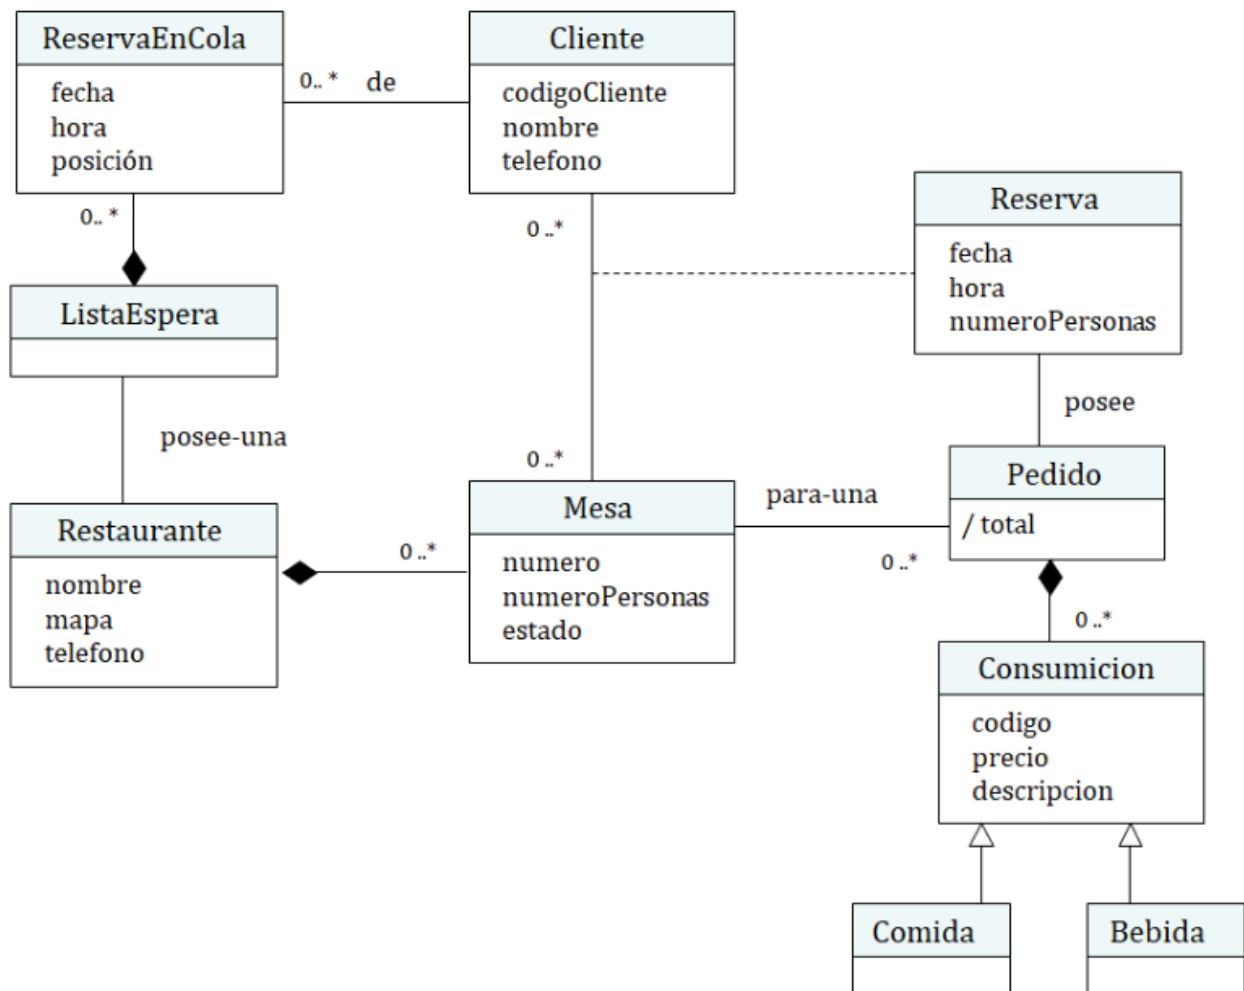 ReservaEnCola
fecha
hora
posición
0.. *
de
Cliente
codigoCliente
nombre
telefono
0.. *
0 ..*
Reserva
fecha
hora
numeroPersonas
ListaEspera
posee-una
posee
0 ..*
Restaurante
nombre
mapa
telefono
0 ..*
Mesa
numero
numeroPersonas
estado
para-una
0 ..*
Pedido
/ total
0 ..*
Consumicion
codigo
precio
descripcion
Comida
Bebida